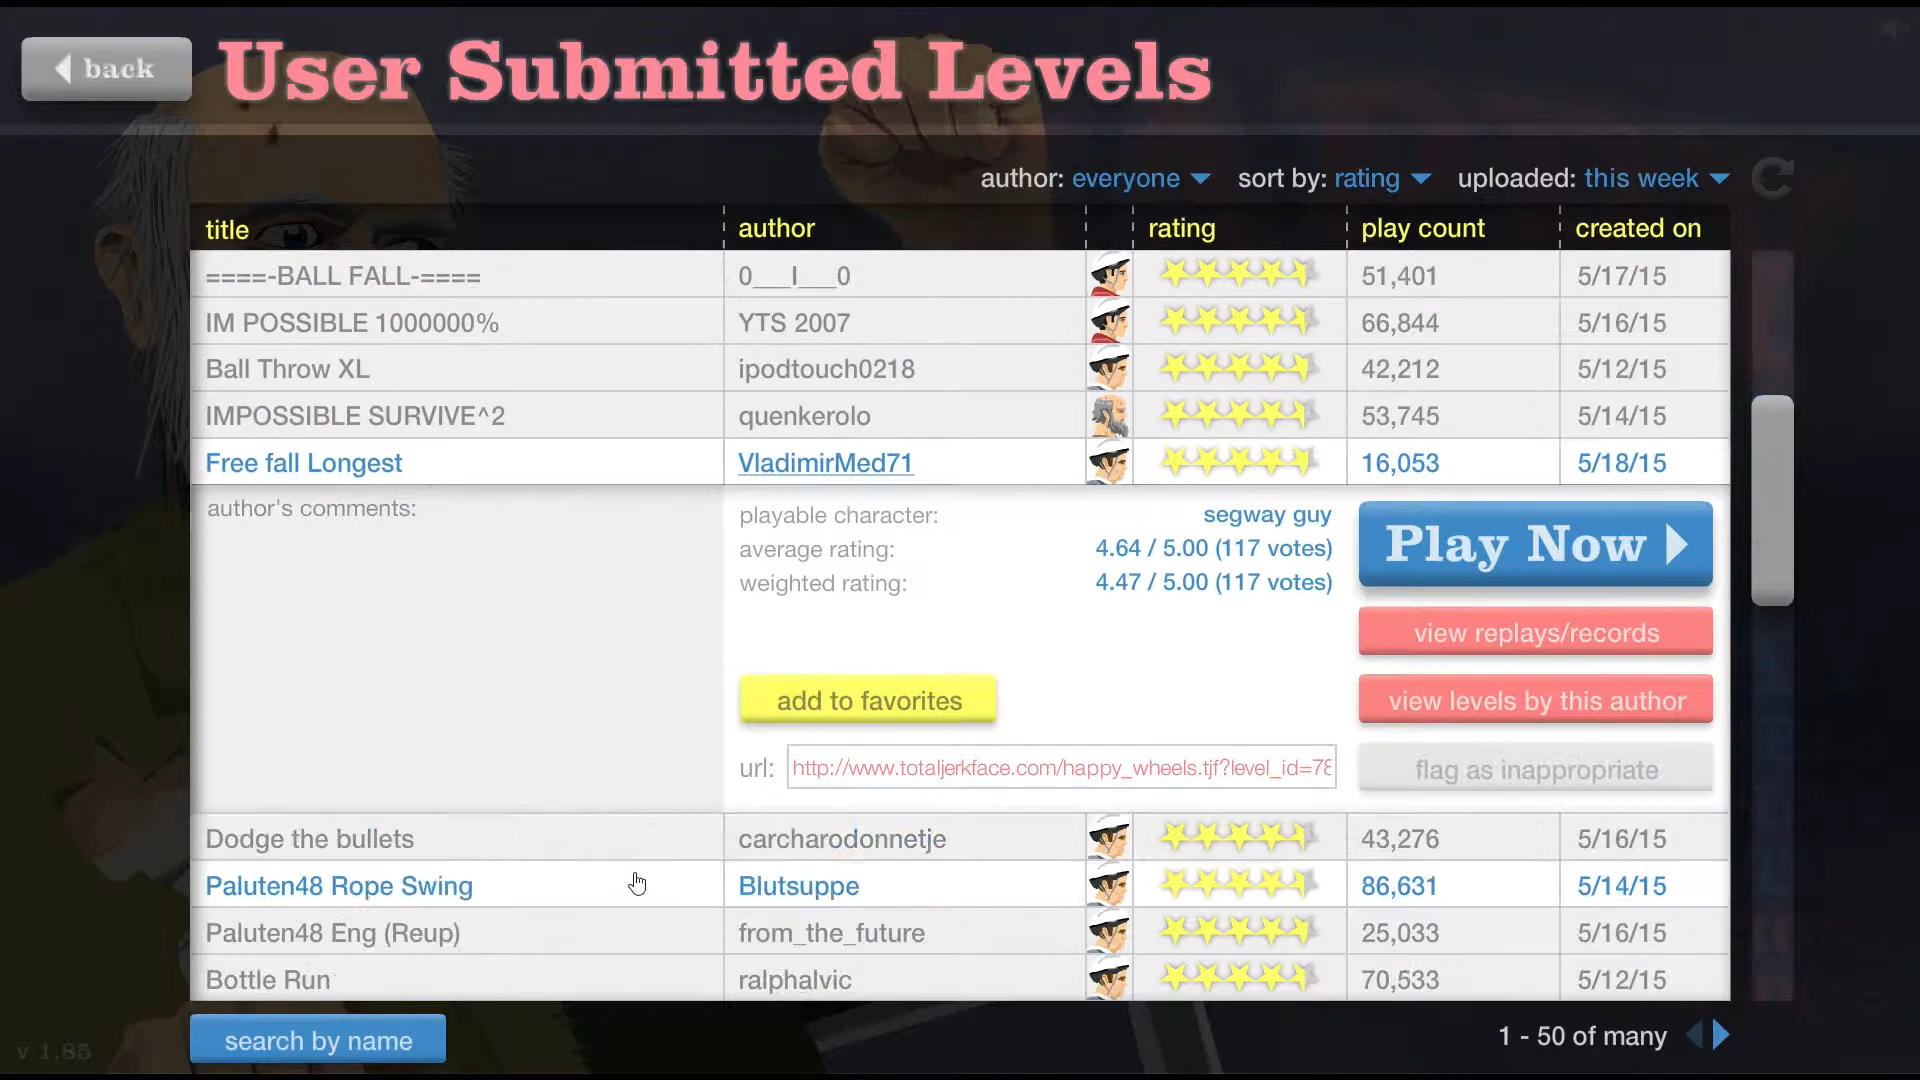 back
User Submitted Levels
author: everyone sort by: rating uploaded: this week
title author rating play count created on
====-BALL FALL-==== 0___I___0 51,401 5/17/15
IM POSSIBLE 1000000% YTS 2007 66,844 5/16/15
Ball Throw XL ipodtouch0218 42,212 5/12/15
IMPOSSIBLE SURVIVE^2 quenkerolo 53,745 5/14/15
Free fall Longest VladimirMed71 16,053 5/18/15
author's comments:
playable character: segway guy
average rating: 4.64 / 5.00 (117 votes)
weighted rating: 4.47 / 5.00 (117 votes)
Play Now
view replays/records
add to favorites
view levels by this author
url: http://www.totaljerkface.com/happy_wheels.tjf?level_id=78
flag as inappropriate
Dodge the bullets carcharodonnetje 43,276 5/16/15
Paluten48 Rope Swing Blutsuppe 86,631 5/14/15
Paluten48 Eng (Reup) from_the_future 25,033 5/16/15
Bottle Run ralphalvic 70,533 5/12/15
search by name
1 - 50 of many
v 1.85